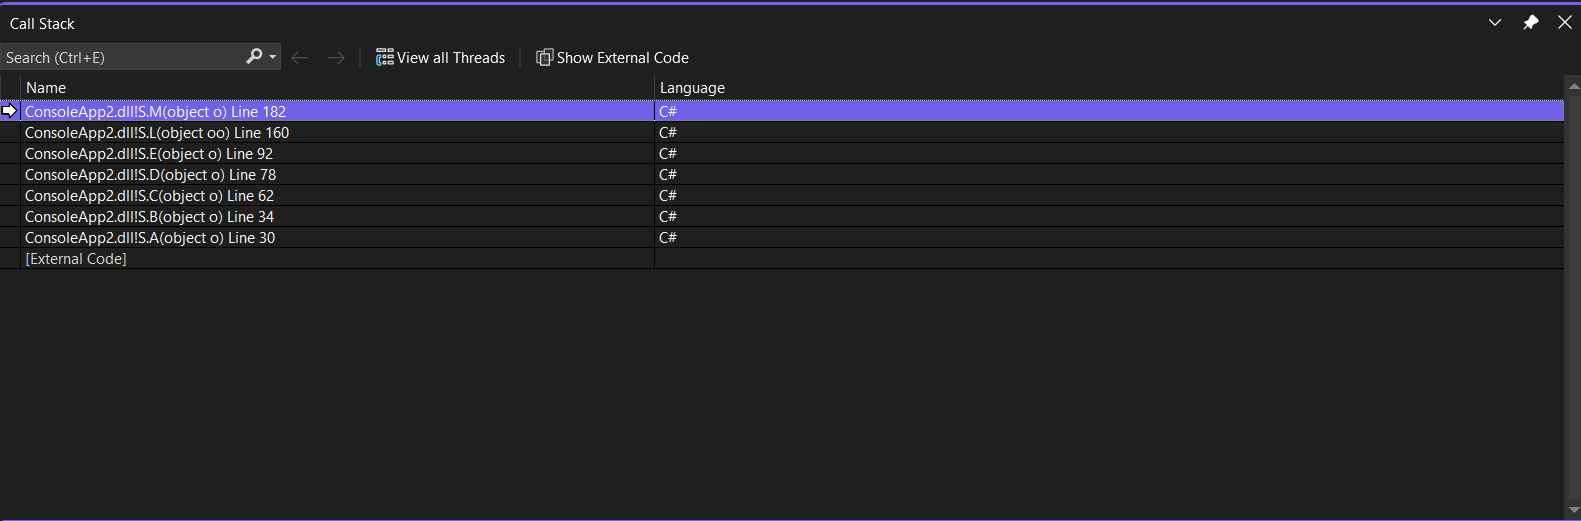 Call Stack
Search (Ctrl+E) View all Threads Show External Code
Name Language
ConsoleApp2.dll!S.M(object o) Line 182 C#
ConsoleApp2.dll!S.L(object oo) Line 160 C#
ConsoleApp2.dll!S.E(object o) Line 92 C#
ConsoleApp2.dll!S.D(object o) Line 78 C#
ConsoleApp2.dll!S.C(object o) Line 62 C#
ConsoleApp2.dll!S.B(object o) Line 34 C#
ConsoleApp2.dll!S.A(object o) Line 30 C#
[External Code]